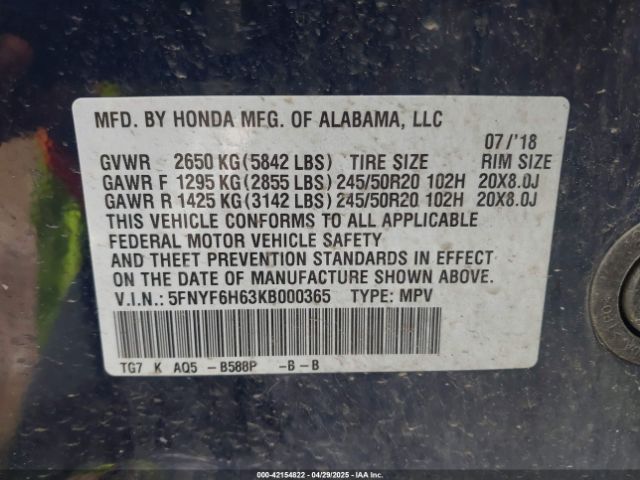 MFD. BY HONDA MFG. OF ALABAMA, LLC
07/'18
GVWR 2650 KG(5842 LBS) TIRE SIZE RIM SIZE
GAWR F 1295 KG(2855 LBS) 245/50R20 102H 20X8.0J
GAWR R 1425 KG(3142 LBS) 245/50R20 102H 20X8.0J
THIS VEHICLE CONFORMS TO ALL APPLICABLE
FEDERAL MOTOR VEHICLE SAFETY
AND THEFT PREVENTION STANDARDS IN EFFECT
ON THE DATE OF MANUFACTURE SHOWN ABOVE.
V.I.N.: 5FNYF6H63KB000365 TYPE: MPV
TG7 K AQ5 -B588P -B-B
000-42154822 04/29/2025 IAAI.COM